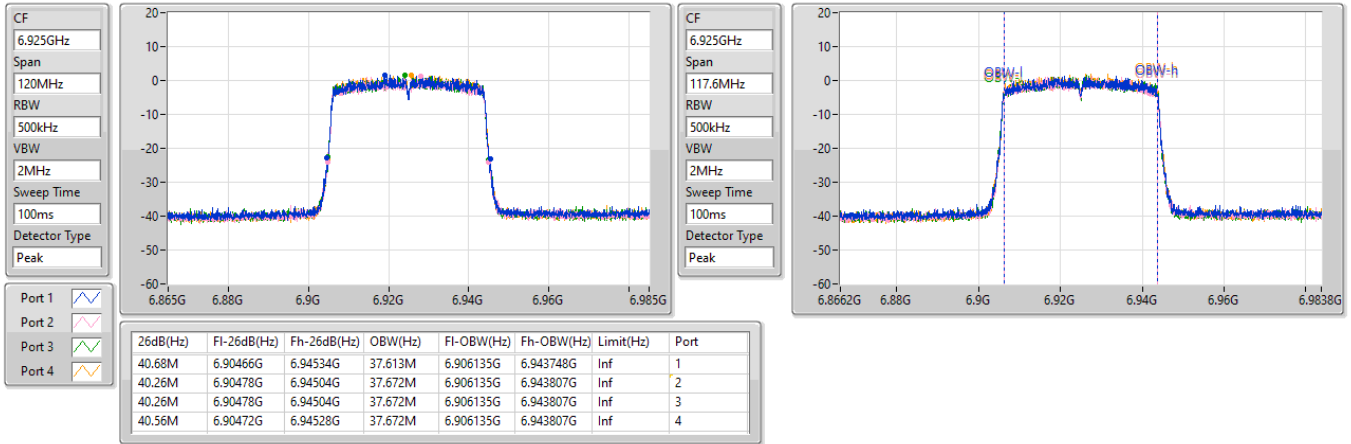 CF
6.925GHz
Span
120MHz
RBW
500kHz
VBW
2MHz
Sweep Time
100ms
Detector Type
Peak
20
10
0
-10
-20
-30
-40
-50
-60
6.865G 6.88G 6.9G 6.92G 6.94G 6.96G 6.985G
CF
6.925GHz
Span
117.6MHz
RBW
500kHz
VBW
2MHz
Sweep Time
100ms
Detector Type
Peak
20
10
0
-10
-20
-30
-40
-50
-60
OBW-l OBW-h
6.8662G 6.88G 6.9G 6.92G 6.94G 6.96G 6.9838G
Port 1
Port 2
Port 3
Port 4
26dB(Hz) Fl-26dB(Hz) Fh-26dB(Hz) OBW(Hz) Fl-OBW(Hz) Fh-OBW(Hz) Limit(Hz) Port
40.68M 6.90466G 6.94534G 37.613M 6.906135G 6.943748G Inf 1
40.26M 6.90478G 6.94504G 37.672M 6.906135G 6.943807G Inf 2
40.26M 6.90478G 6.94504G 37.672M 6.906135G 6.943807G Inf 3
40.56M 6.90472G 6.94528G 37.672M 6.906135G 6.943807G Inf 4